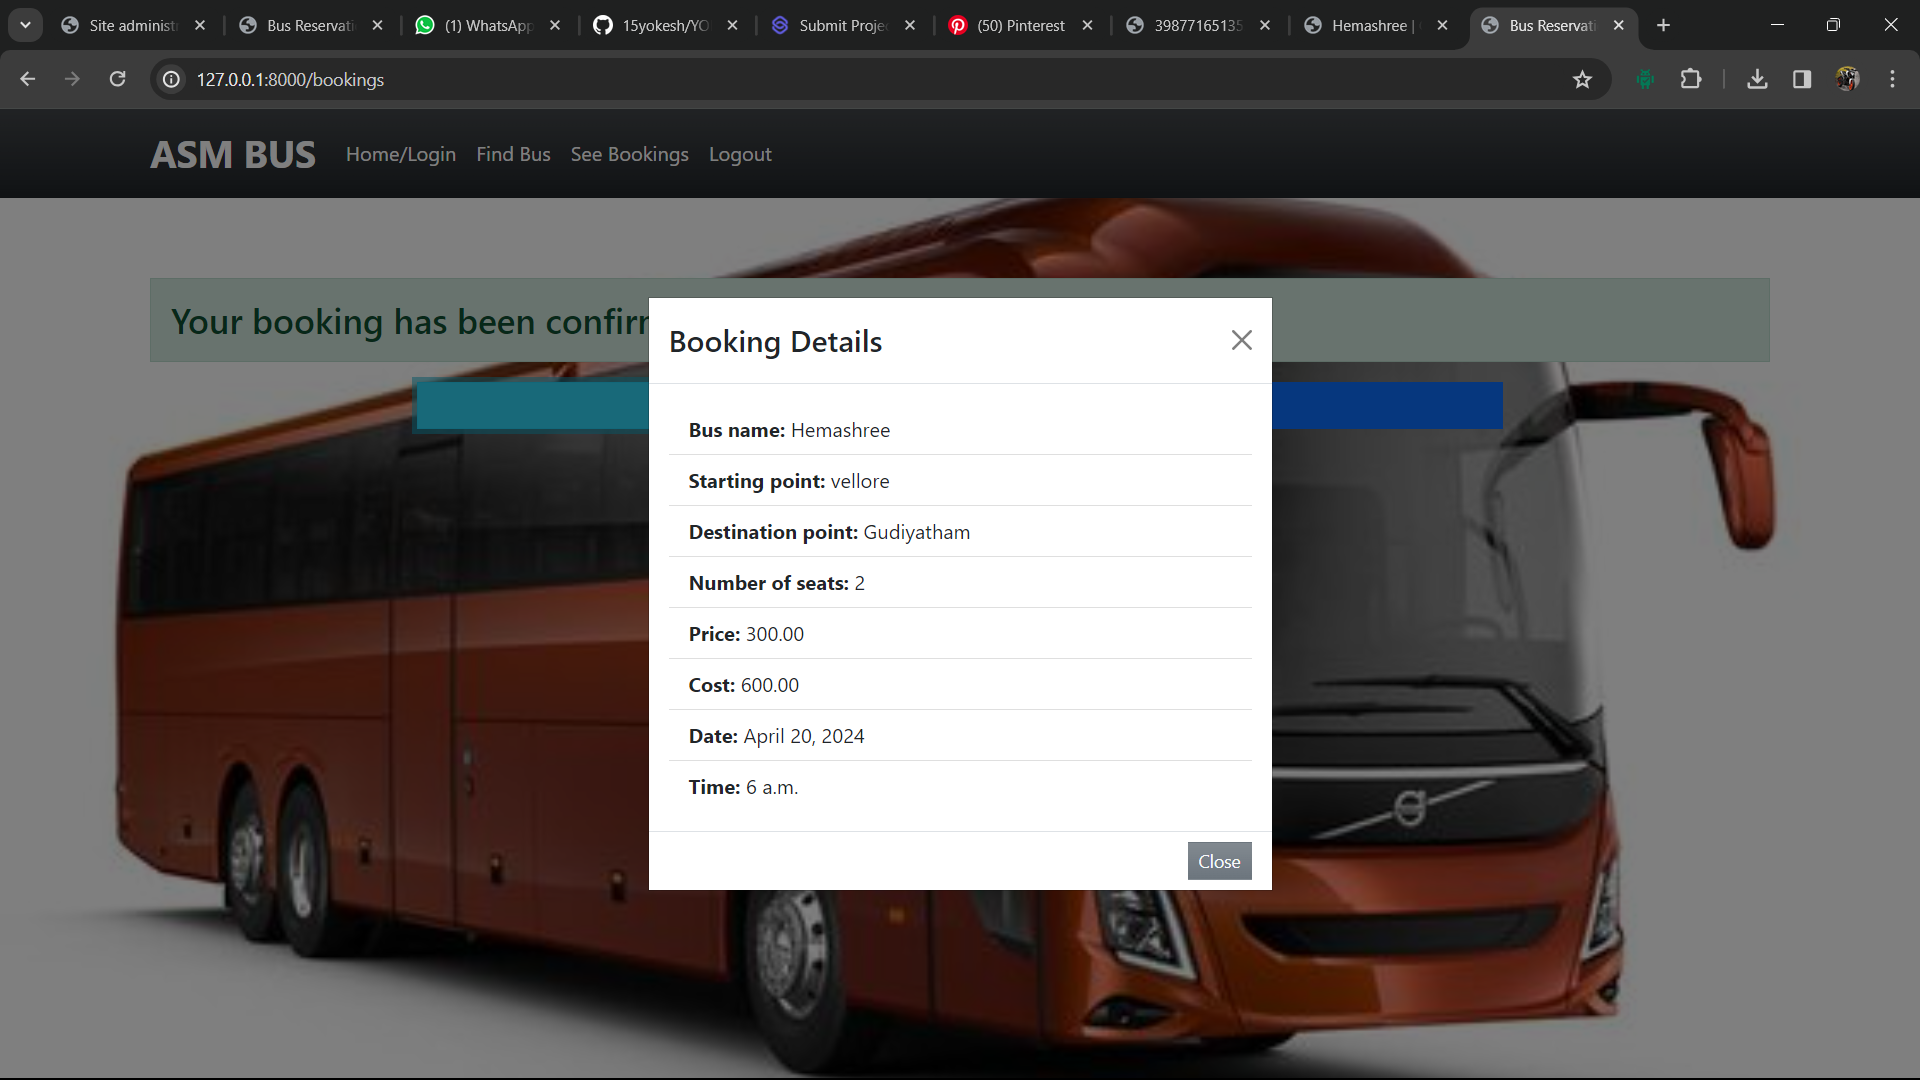 Site administ
Bus Reservati
(1) WhatsApp
15yokesh/YO
Submit Projec
(50) Pinterest
39877165135
Hemashree |
Bus Reservati
127.0.0.1:8000/bookings
ASM BUS Home/Login Find Bus See Bookings Logout
Your booking has been confirm
Booking Details
Bus name: Hemashree
Starting point: vellore
Destination point: Gudiyatham
Number of seats: 2
Price: 300.00
Cost: 600.00
Date: April 20, 2024
Time: 6 a.m.
Close